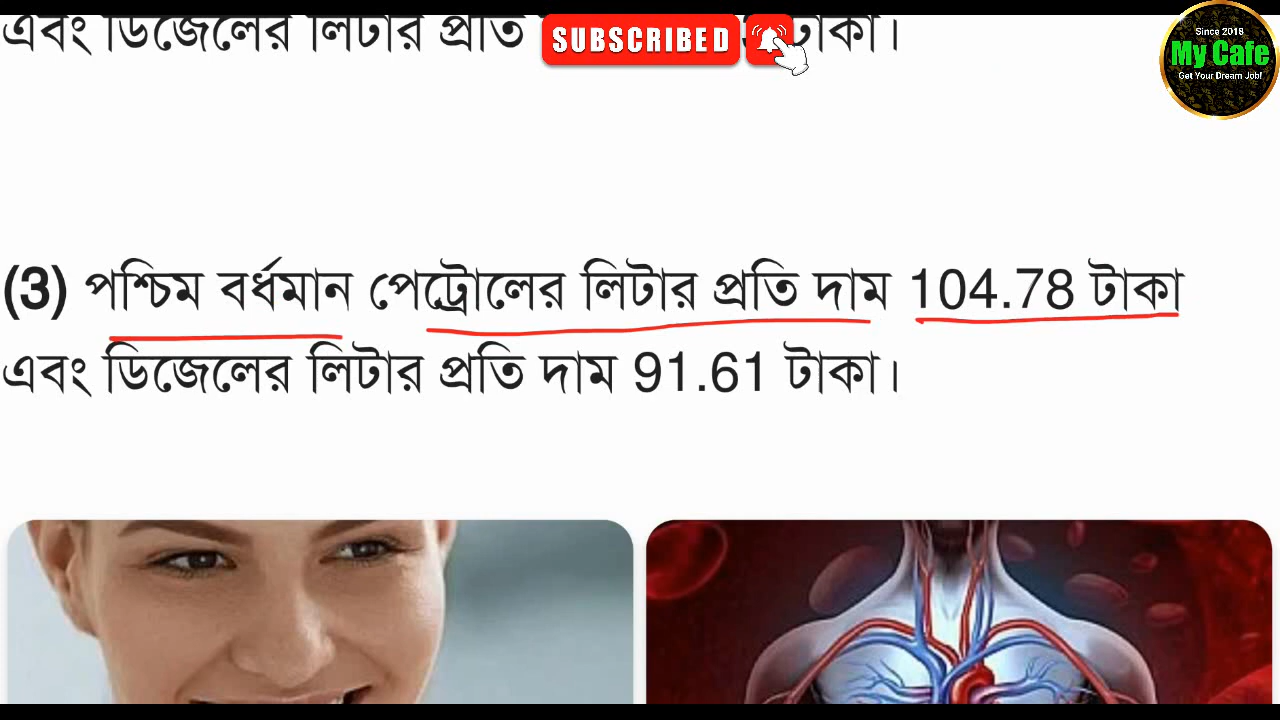 এবং ডিজেলের লিটার প্রতি টাকা।
SUBSCRIBED
Since 2018
My Cafe
Get Your Dream Job!
(3) পশ্চিম বর্ধমান পেট্রোলের লিটার প্রতি দাম 104.78 টাকা
এবং ডিজেলের লিটার প্রতি দাম 91.61 টাকা।